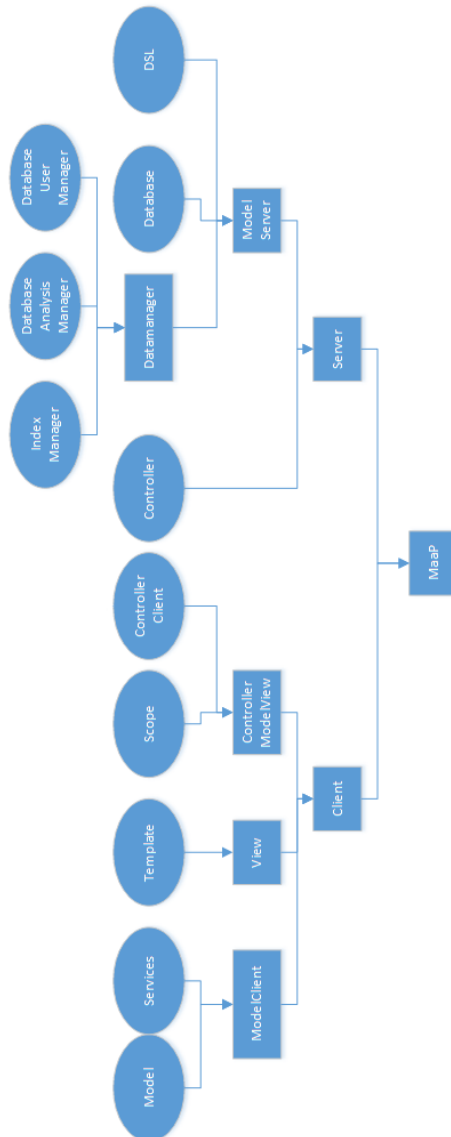 Index
Manager
Database
Analysis
Manager
Database
User
Manager
Model
Services
Template
Scope
Controller
Client
Controller
Datamanager
Database
DSL
ModelClient
View
Controller
ModelView
Model
Server
Client
Server
MaaP